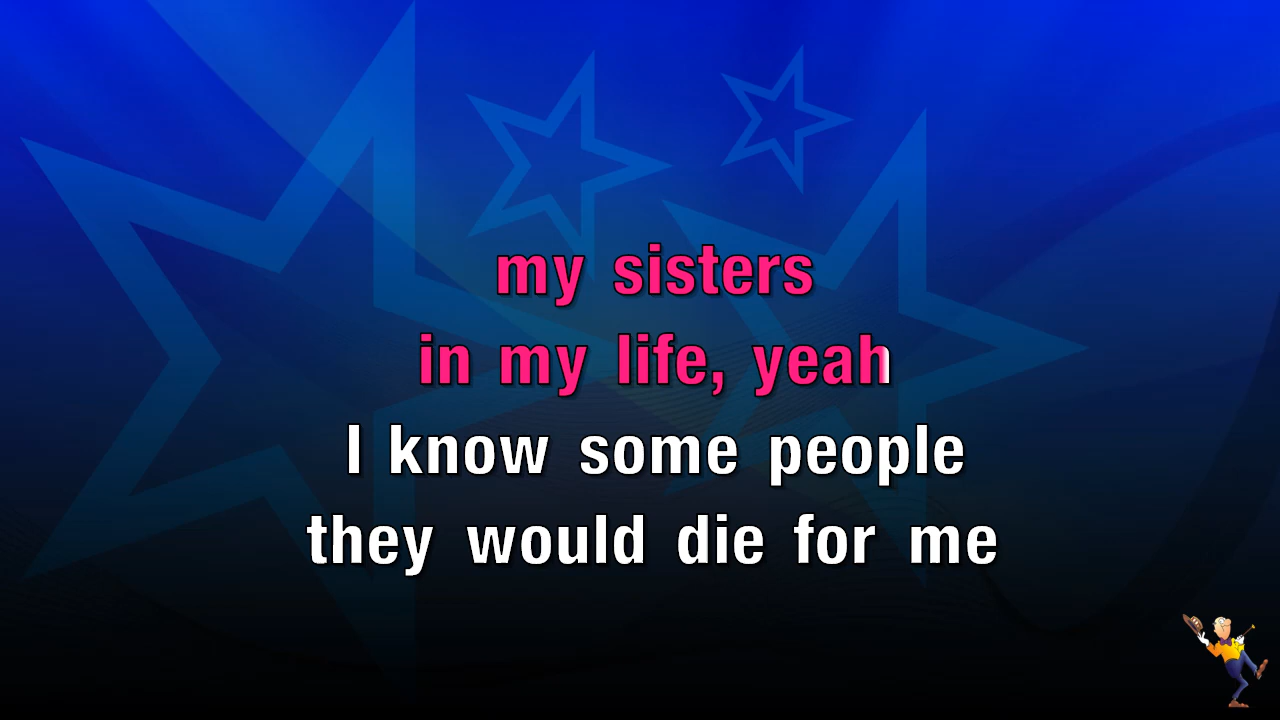 my sisters
in my life, yeah
I know some people
they would die for me